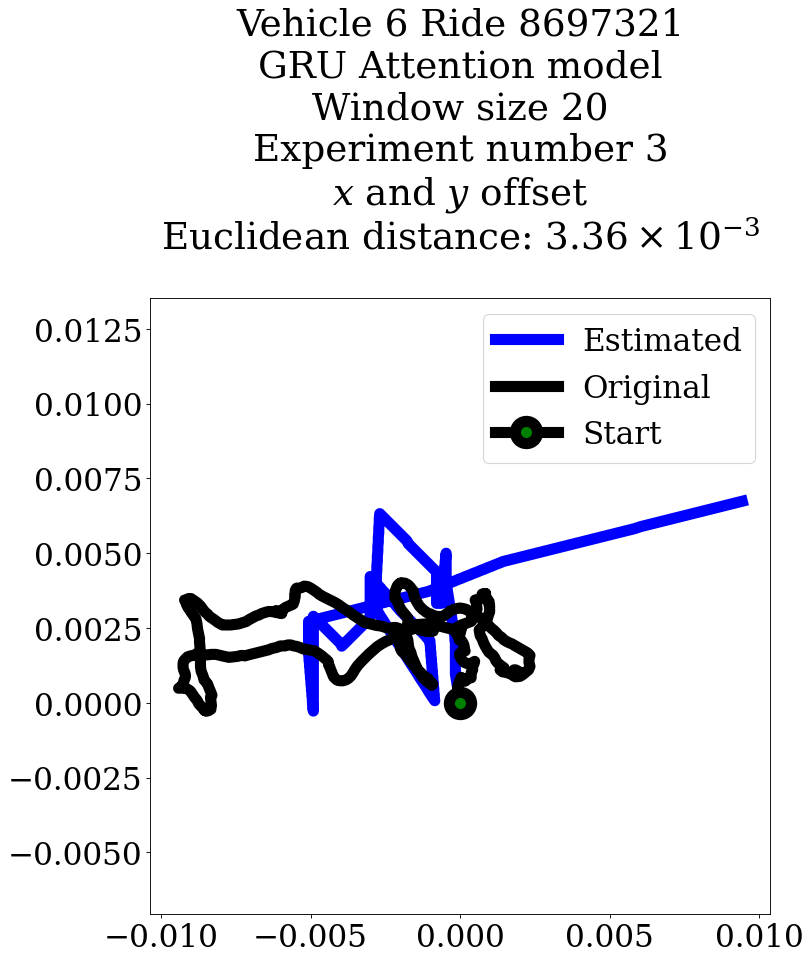 Vehicle 6 Ride 8697321
GRU Attention model
Window size 20
Experiment number 3
x and y offset
Euclidean distance: 3.36 × 10⁻³
Estimated
Original
Start
0.0125
0.0100
0.0075
0.0050
0.0025
0.0000
−0.0025
−0.0050
−0.010 −0.005 0.000 0.005 0.010